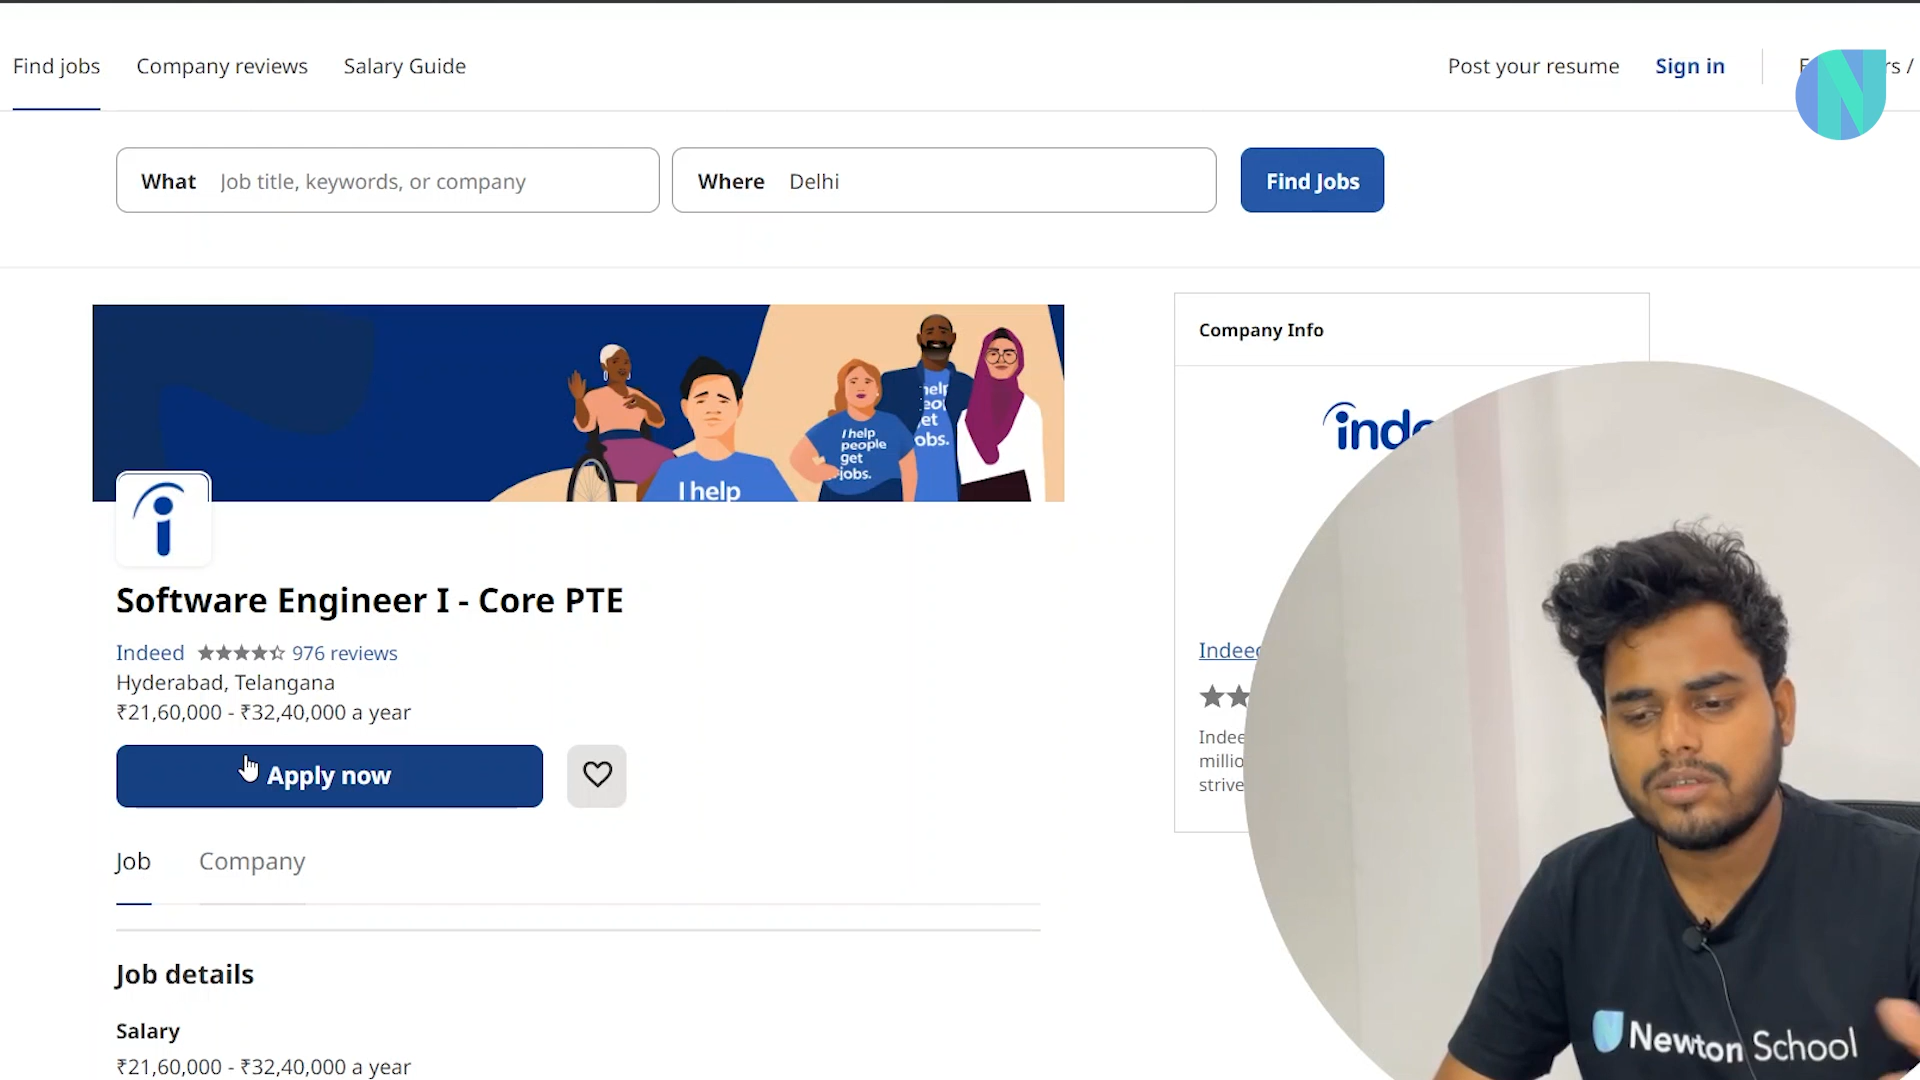 Find jobs
Company reviews
Salary Guide
Post your resume
Sign in
What
Job title, keywords, or company
Where
Delhi
Find Jobs
Company Info
I help
people
get
jobs.
I help
Software Engineer I - Core PTE
Indeed
976 reviews
Hyderabad, Telangana
₹21,60,000 - ₹32,40,000 a year
Apply now
Job
Company
Job details
Salary
₹21,60,000 - ₹32,40,000 a year
Newton School